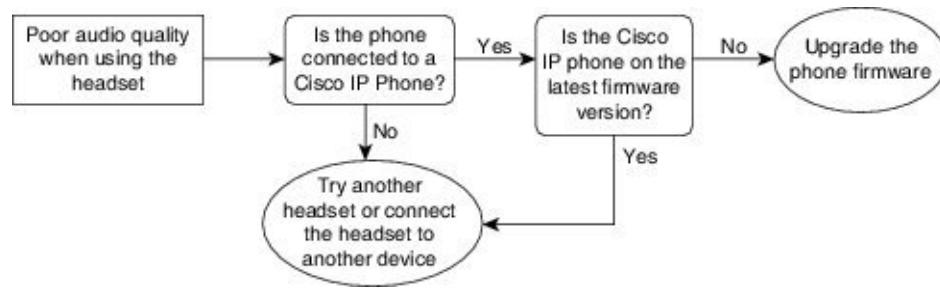 Poor audio quality
when using the
headset
Is the phone
connected to a
Cisco IP Phone?
Yes
Is the Cisco
IP phone on the
latest firmware
version?
No
Upgrade the
phone firmware
No
Yes
Try another
headset or connect
the headset to
another device